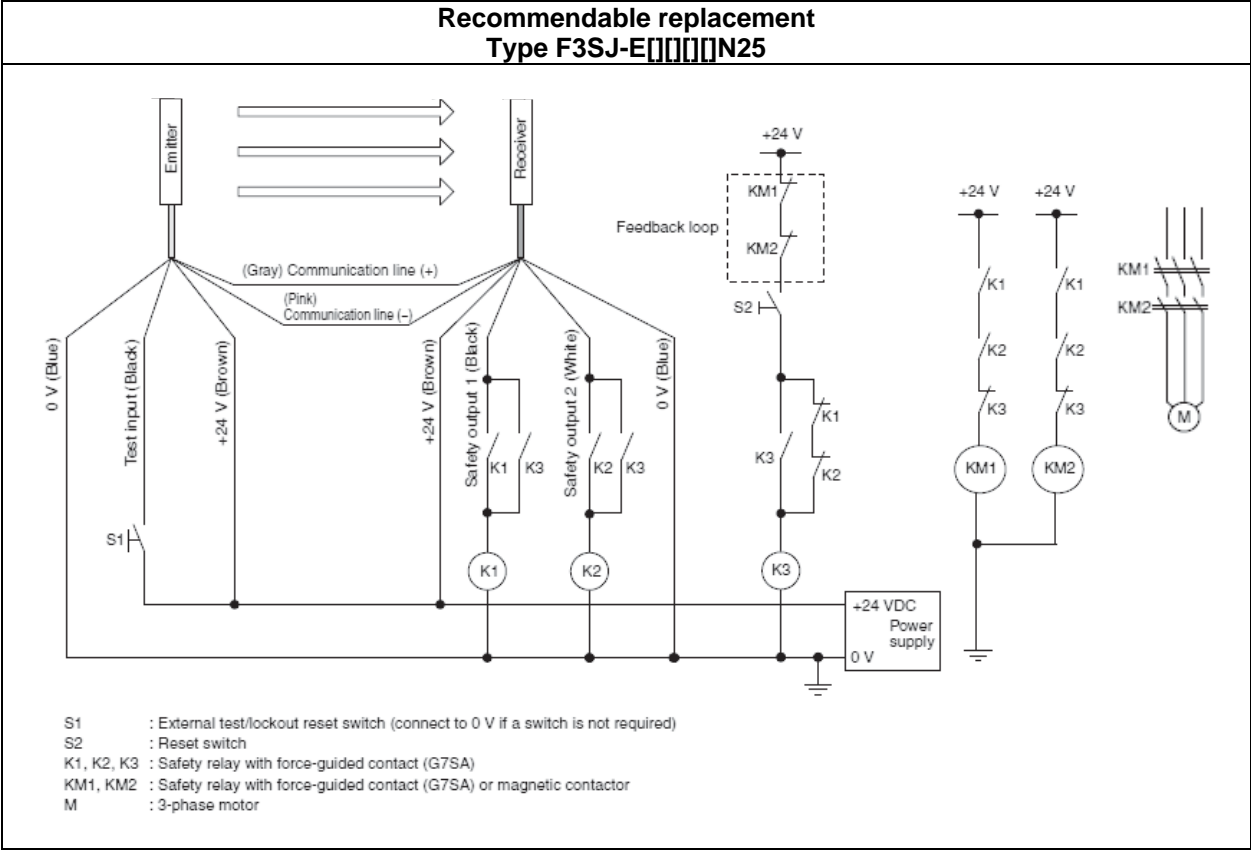 Recommendable replacement
Type F3SJ-E[][][][]N25
Emitter
Receiver
+24 V
KM1
Feedback loop
KM2
S2
+24 V
+24 V
KM1
KM2
(Gray) Communication line (+)
(Pink)
Communication line (−)
0 V (Blue)
Test input (Black)
+24 V (Brown)
+24 V (Brown)
Safety output 1 (Black)
Safety output 2 (White)
0 V (Blue)
K1
K3
K2
K3
K3
K1
K2
K1
K1
K2
K2
K3
K3
M
KM1
KM2
S1
K1
K2
K3
+24 VDC
Power
supply
0 V
S1 : External test/lockout reset switch (connect to 0 V if a switch is not required)
S2 : Reset switch
K1, K2, K3 : Safety relay with force-guided contact (G7SA)
KM1, KM2 : Safety relay with force-guided contact (G7SA) or magnetic contactor
M : 3-phase motor